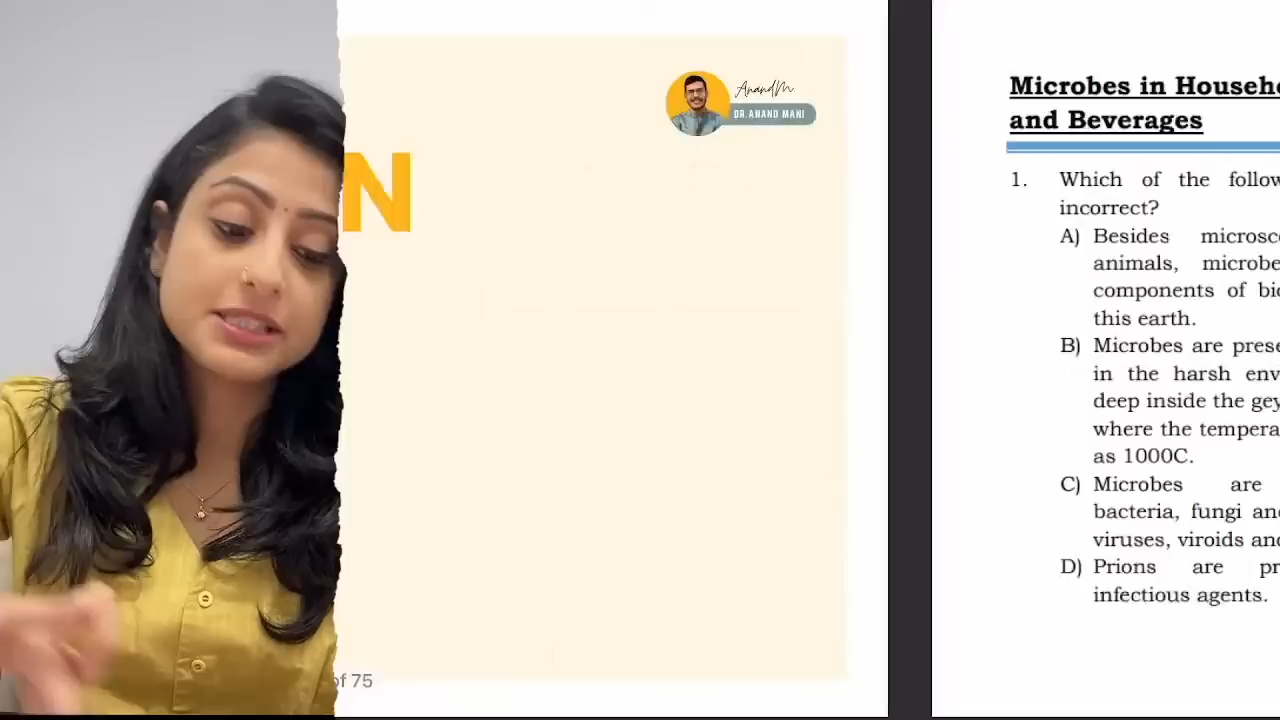 AnandM
DR.ANAND MANI
N
of 75
Microbes in Househ
and Beverages
1. Which of the follow
incorrect?
A) Besides microsc
animals, microbe
components of bio
this earth.
B) Microbes are prese
in the harsh env
deep inside the gey
where the tempera
as 1000C.
C) Microbes are
bacteria, fungi and
viruses, viroids and
D) Prions are pr
infectious agents.